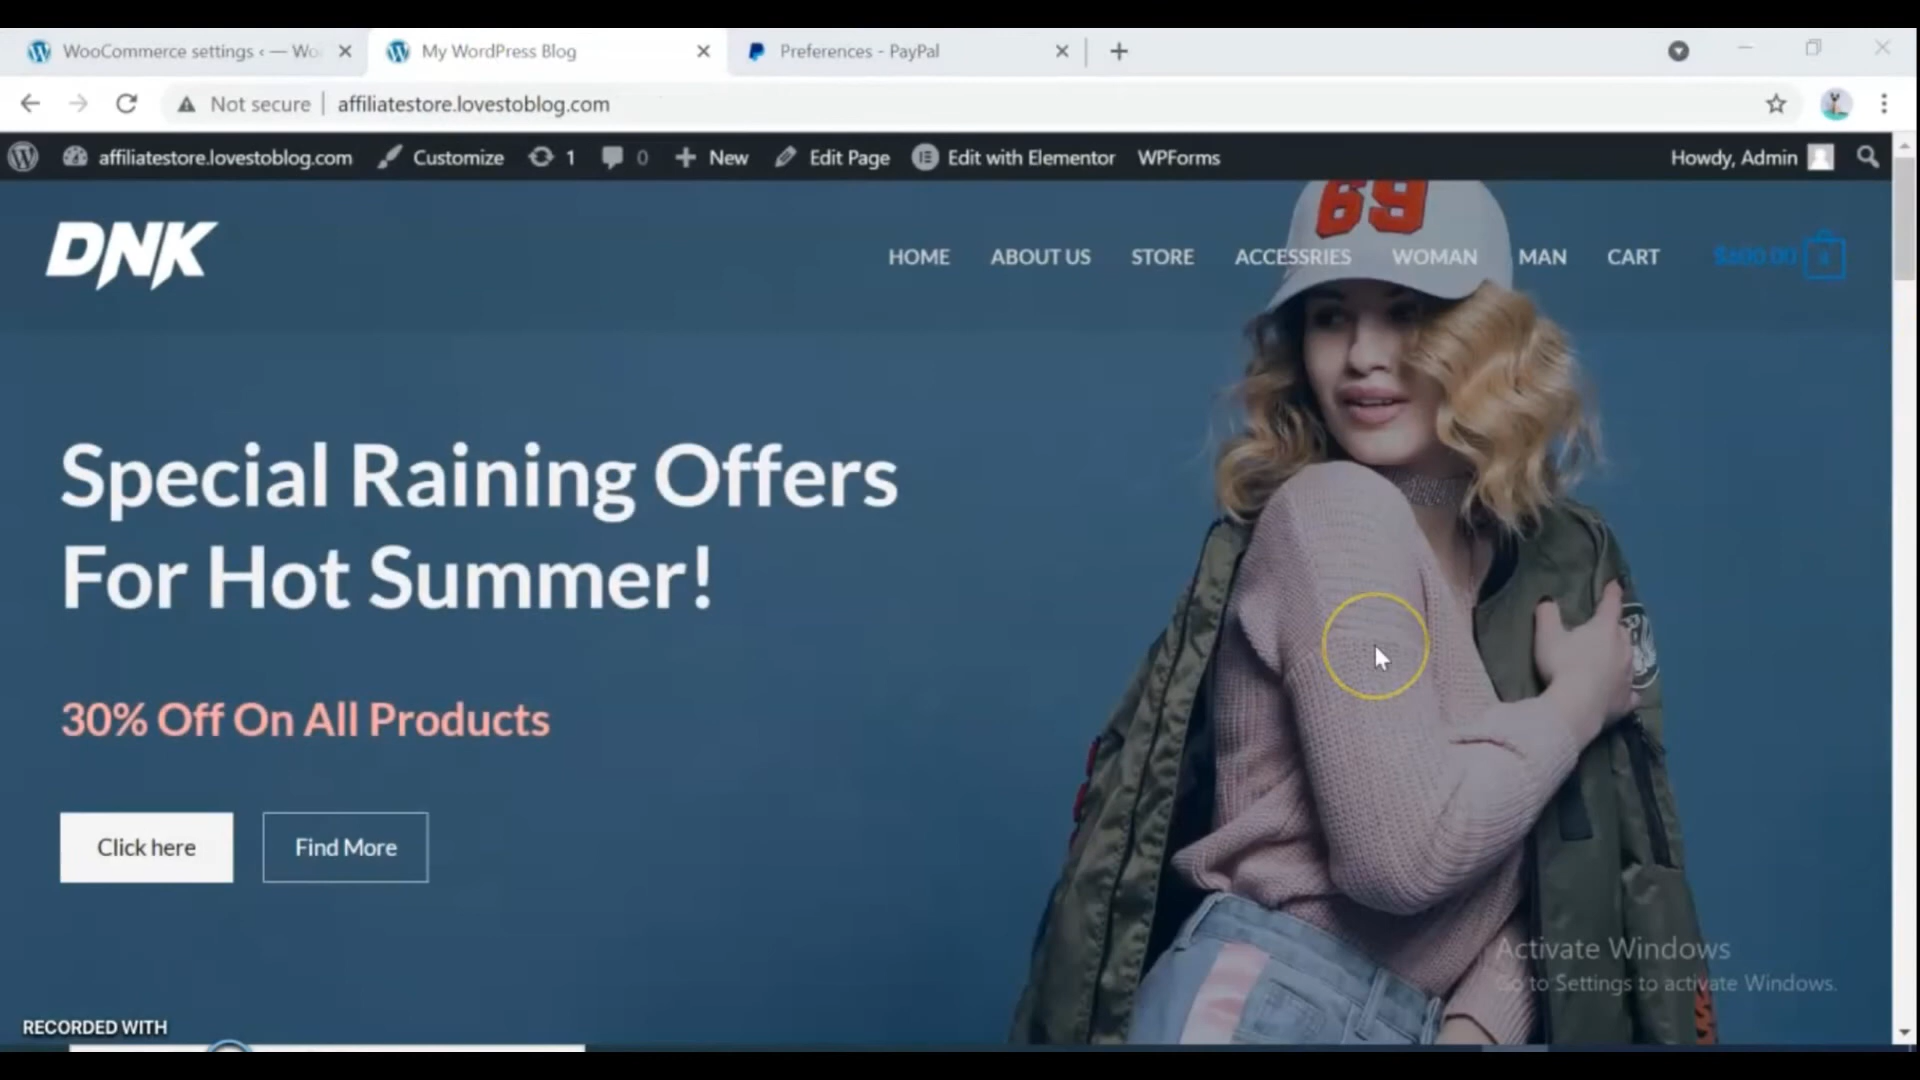 WooCommerce settings ‹ — Wo
My WordPress Blog
Preferences - PayPal
Not secure
affiliatestore.lovestoblog.com
affiliatestore.lovestoblog.com
Customize
1
0
New
Edit Page
Edit with Elementor
WPForms
Howdy, Admin
69
DNK
HOME
ABOUT US
STORE
ACCESSRIES
WOMAN
MAN
CART
$600.00
Special Raining Offers
For Hot Summer!
30% Off On All Products
Click here
Find More
Activate Windows
Go to Settings to activate Windows.
RECORDED WITH